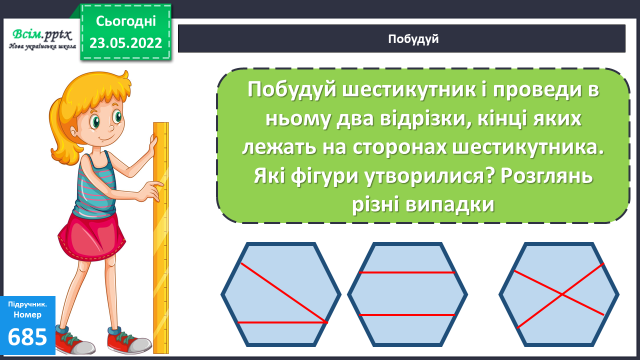 Всім.pptx
Нова українська школа
Сьогодні
23.05.2022
Побудуй
Побудуй шестикутник і проведи в
ньому два відрізки, кінці яких
лежать на сторонах шестикутника.
Які фігури утворилися? Розглянь
різні випадки
Підручник.
Номер
685